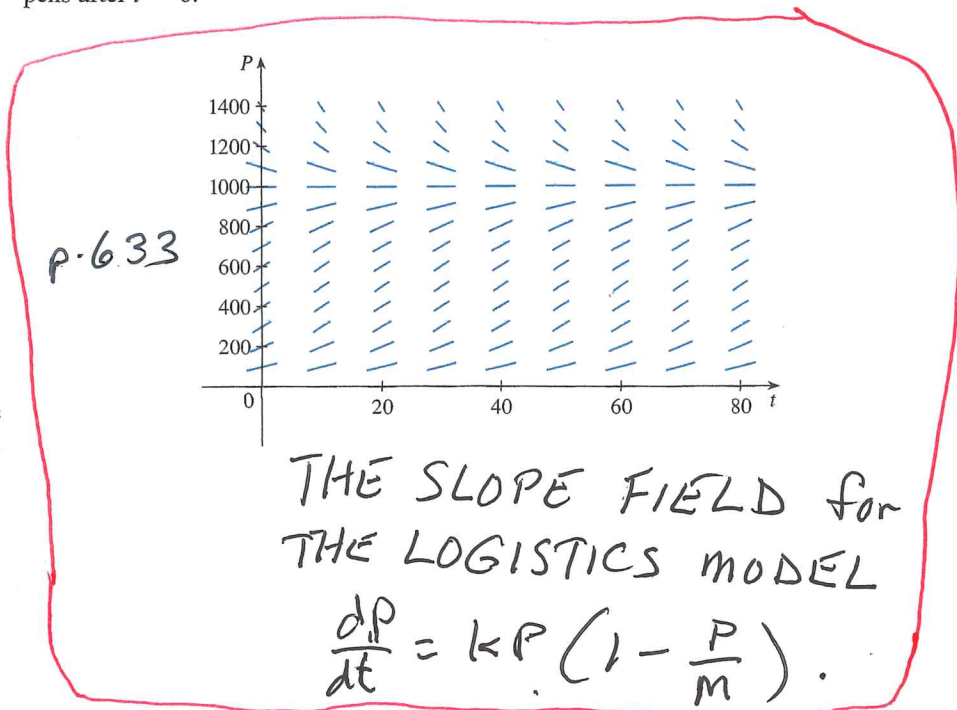 pens after t = 0.
P
1400
1200
1000
800
p.633
600
400
200
0
20
40
60
80
t
THE SLOPE FIELD for
THE LOGISTICS MODEL
dP/dt = kP (1 - P/M).